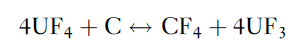 4UF₄ + C ↔ CF₄ + 4UF₃